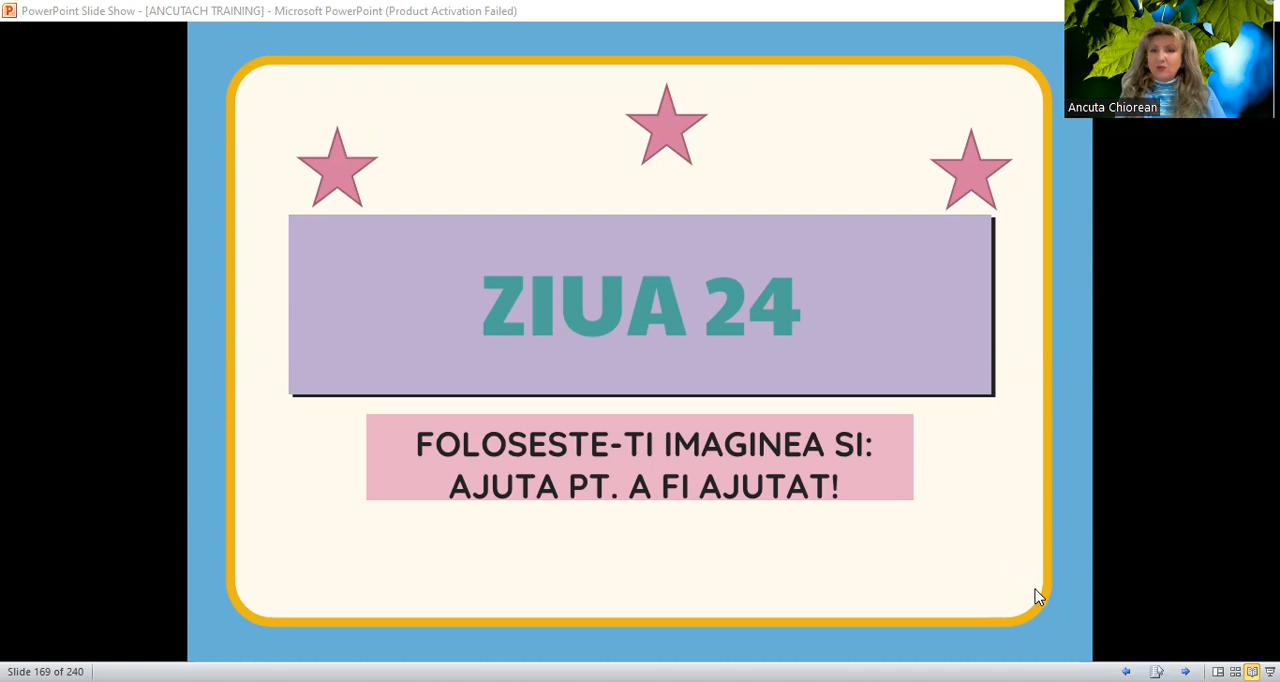 PowerPoint Slide Show - [ANCUTACH TRAINING] - Microsoft PowerPoint (Product Activation Failed)
Ancuta Chiorean
ZIUA 24
FOLOSESTE-TI IMAGINEA SI:
AJUTA PT. A FI AJUTAT!
Slide 169 of 240